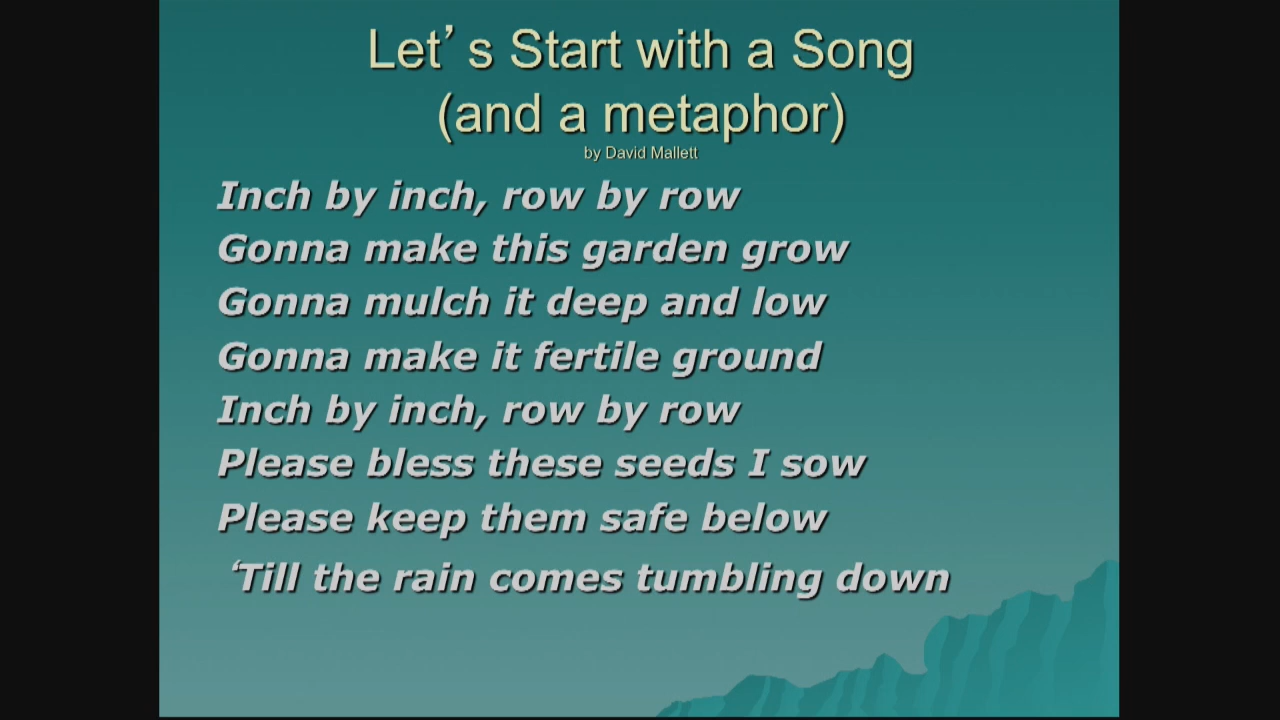 Let's Start with a Song
(and a metaphor)
by David Mallett
Inch by inch, row by row
Gonna make this garden grow
Gonna mulch it deep and low
Gonna make it fertile ground
Inch by inch, row by row
Please bless these seeds I sow
Please keep them safe below
‘Till the rain comes tumbling down